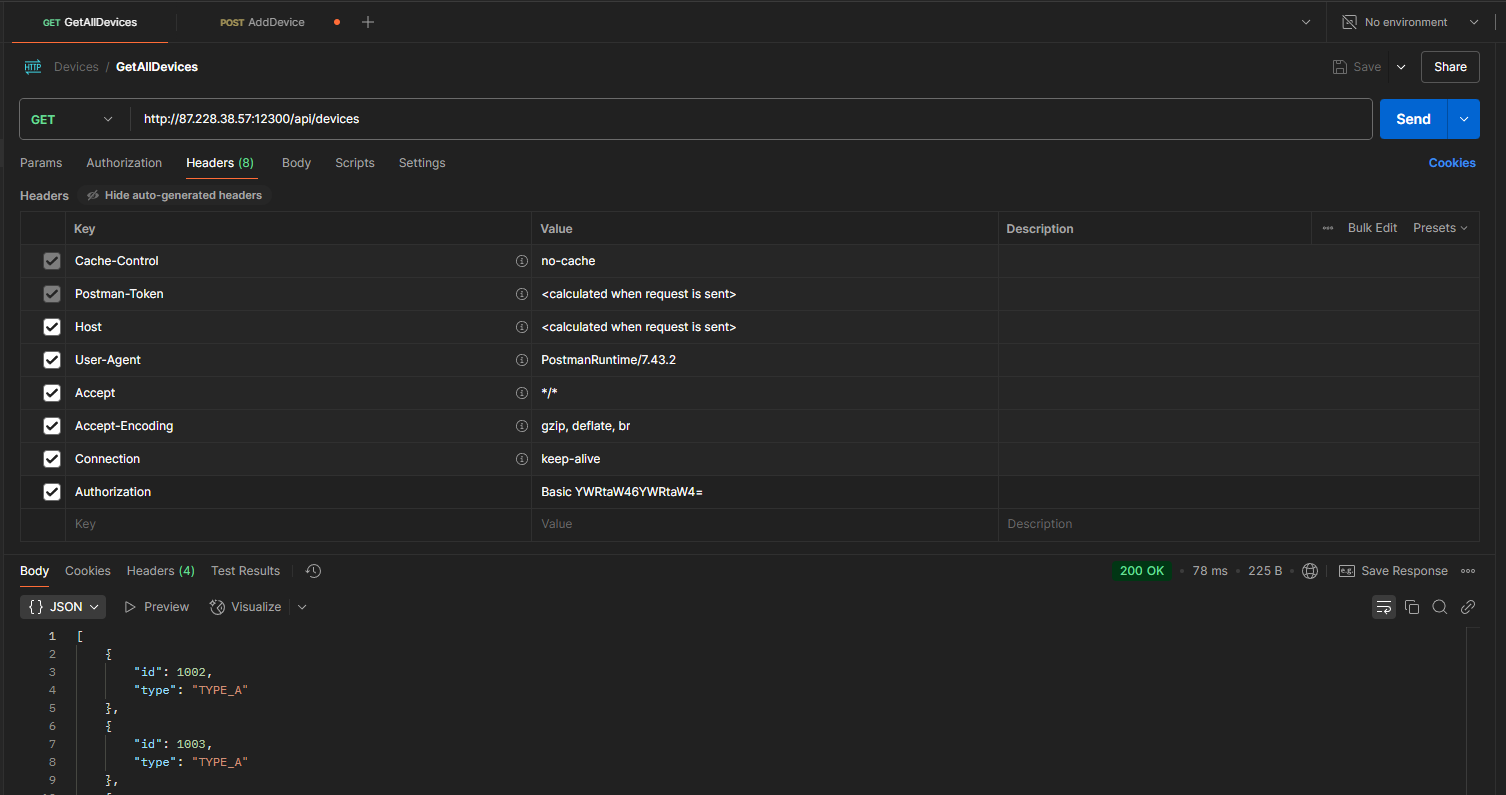 GET GetAllDevices POST AddDevice No environment
HTTP Devices / GetAllDevices Save Share
GET http://87.228.38.57:12300/api/devices Send
Params Authorization Headers (8) Body Scripts Settings Cookies
Headers Hide auto-generated headers
Key Value Description ••• Bulk Edit Presets
Cache-Control no-cache
Postman-Token <calculated when request is sent>
Host <calculated when request is sent>
User-Agent PostmanRuntime/7.43.2
Accept */*
Accept-Encoding gzip, deflate, br
Connection keep-alive
Authorization Basic YWRtaW46YWRtaW4=
Key Value Description
Body Cookies Headers (4) Test Results 200 OK • 78 ms • 225 B • e.g. Save Response •••
{} JSON Preview Visualize
1 [
2 {
3 "id": 1002,
4 "type": "TYPE_A"
5 },
6 {
7 "id": 1003,
8 "type": "TYPE_A"
9 },